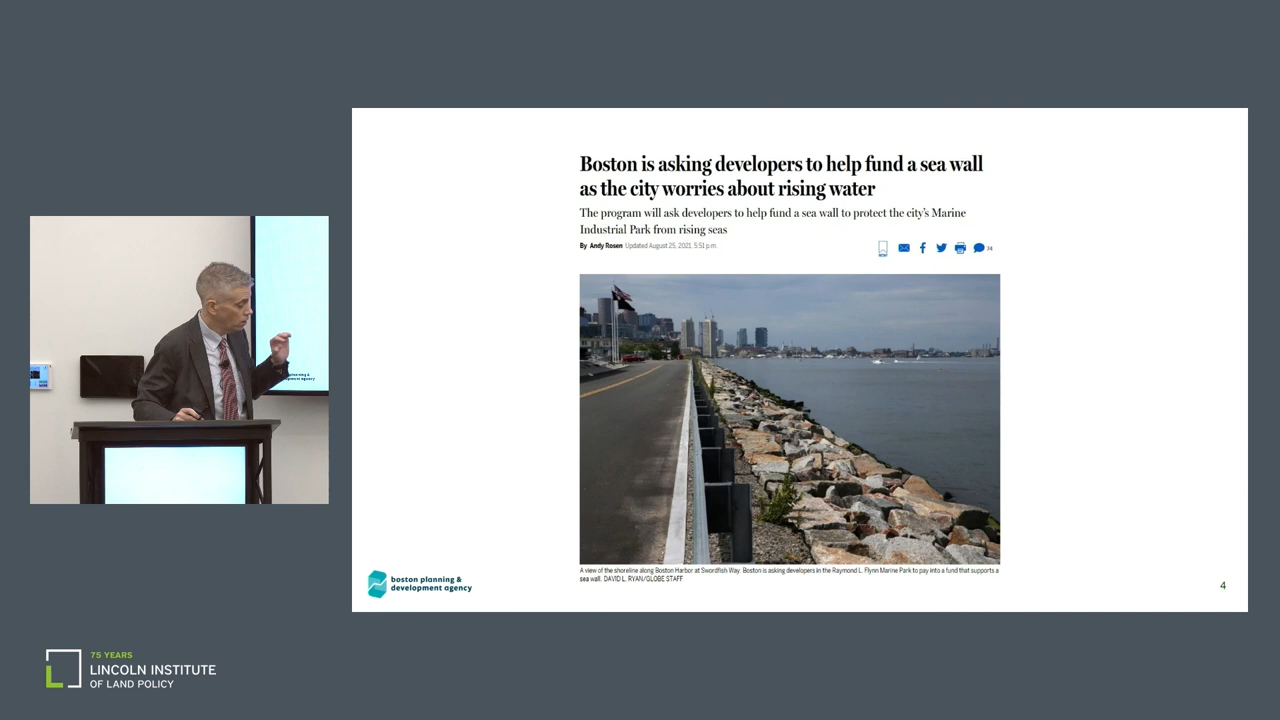 Boston is asking developers to help fund a sea wall
as the city worries about rising water
The program will ask developers to help fund a sea wall to protect the city's Marine
Industrial Park from rising seas
By Andy Rosen Updated August 25, 2021, 5:51 p.m.
74
A view of the shoreline along Boston Harbor at Swordfish Way. Boston is asking developers in the Raymond L. Flynn Marine Park to pay into a fund that supports a
sea wall. DAVID L. RYAN/GLOBE STAFF
boston planning &
development agency
4
75 YEARS
LINCOLN INSTITUTE
OF LAND POLICY